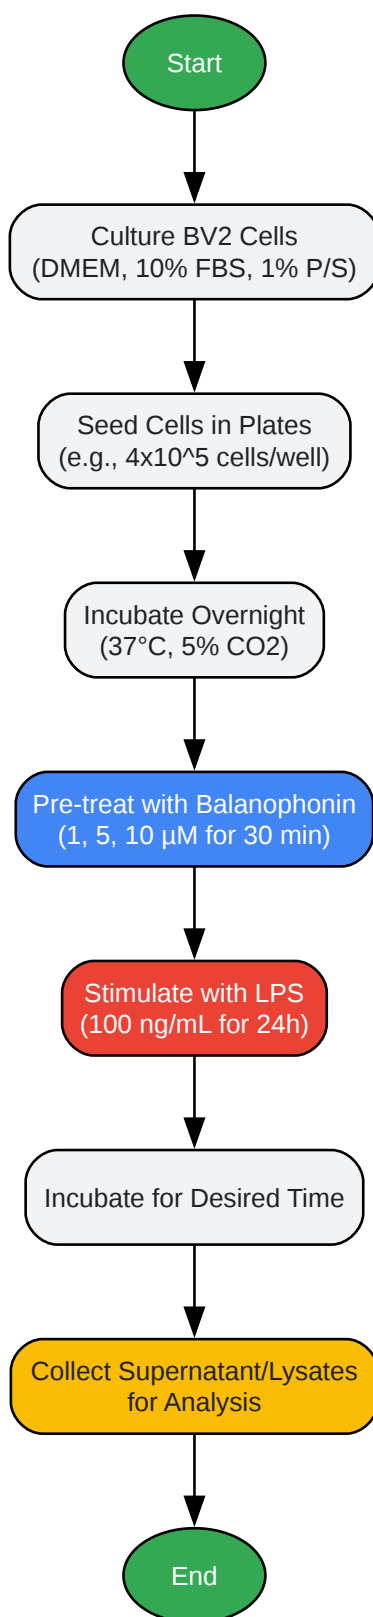 Start
Culture BV2 Cells
(DMEM, 10% FBS, 1% P/S)
Seed Cells in Plates
(e.g., 4x10^5 cells/well)
Incubate Overnight
(37°C, 5% CO2)
Pre-treat with Balanophonin
(1, 5, 10 µM for 30 min)
Stimulate with LPS
(100 ng/mL for 24h)
Incubate for Desired Time
Collect Supernatant/Lysates
for Analysis
End